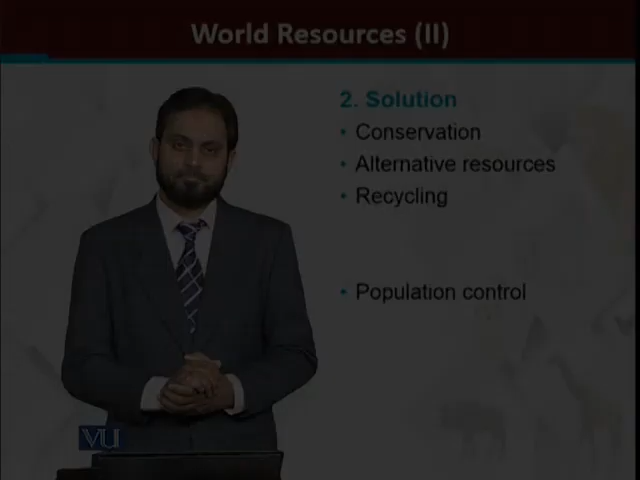 World Resources (II)
2. Solution
• Conservation
• Alternative resources
• Recycling
• Population control
VU